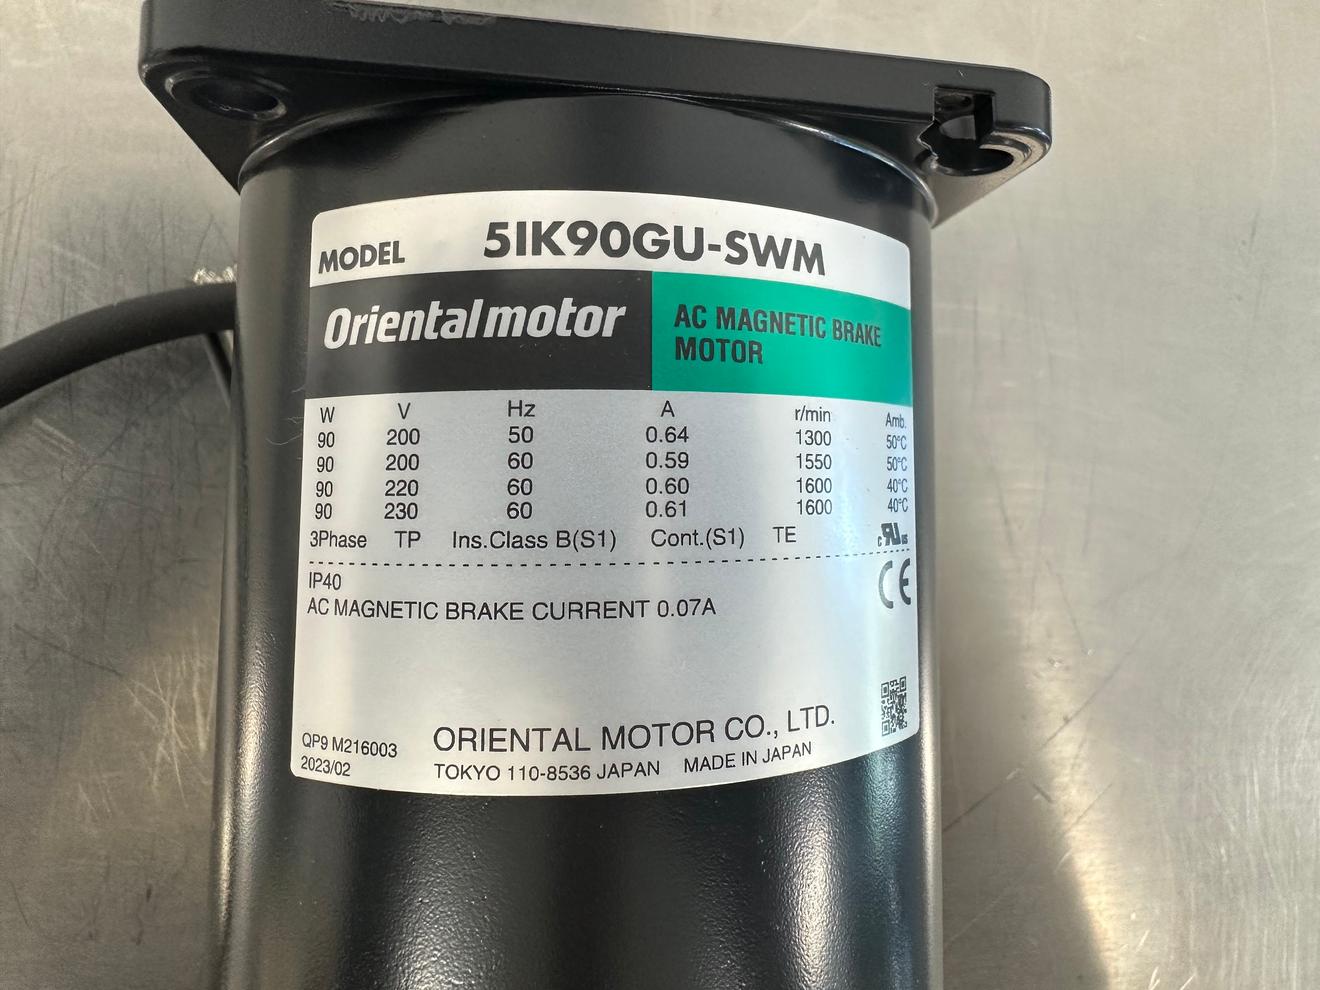 MODEL 5IK90GU-SWM
Orientalmotor
AC MAGNETIC BRAKE
MOTOR
W V Hz A r/min Amb.
90 200 50 0.64 1300 50°C
90 200 60 0.59 1550 50°C
90 220 60 0.60 1600 40°C
90 230 60 0.61 1600 40°C
3Phase TP Ins.Class B(S1) Cont.(S1) TE c RU us
IP40 CE
AC MAGNETIC BRAKE CURRENT 0.07A
QP9 M216003
2023/02
ORIENTAL MOTOR CO., LTD.
TOKYO 110-8536 JAPAN MADE IN JAPAN